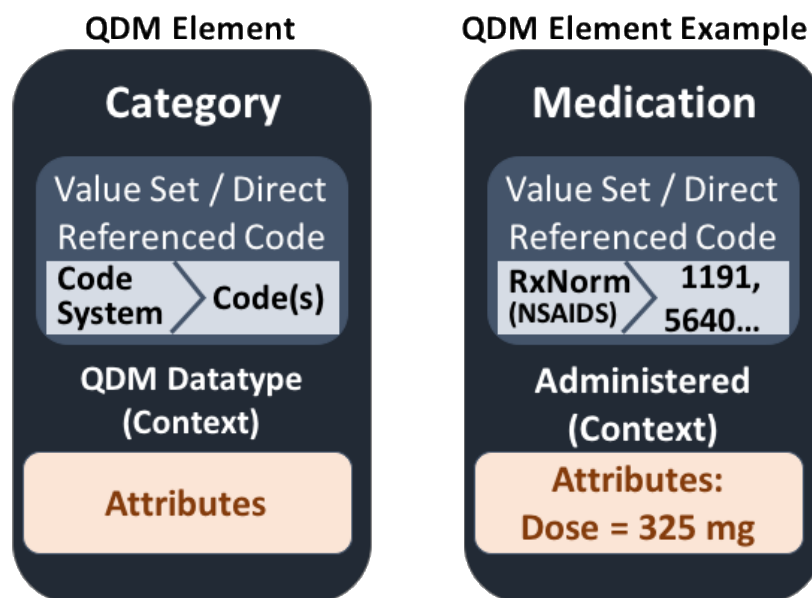 QDM Element
Category
Value Set / Direct
Referenced Code
Code
System
Code(s)
QDM Datatype
(Context)
Attributes
QDM Element Example
Medication
Value Set / Direct
Referenced Code
RxNorm
(NSAIDS)
1191,
5640...
Administered
(Context)
Attributes:
Dose = 325 mg